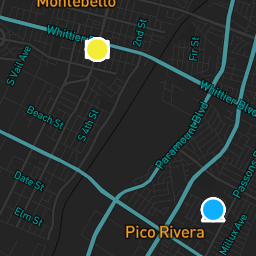 Montebello
Whittier
2nd St
Fir St
S Vail Ave
Whittier Blvd
Beach St
S 4th St
Paramount Blvd
Passons
Date St
Elm St
Pico Rivera
Millux Ave